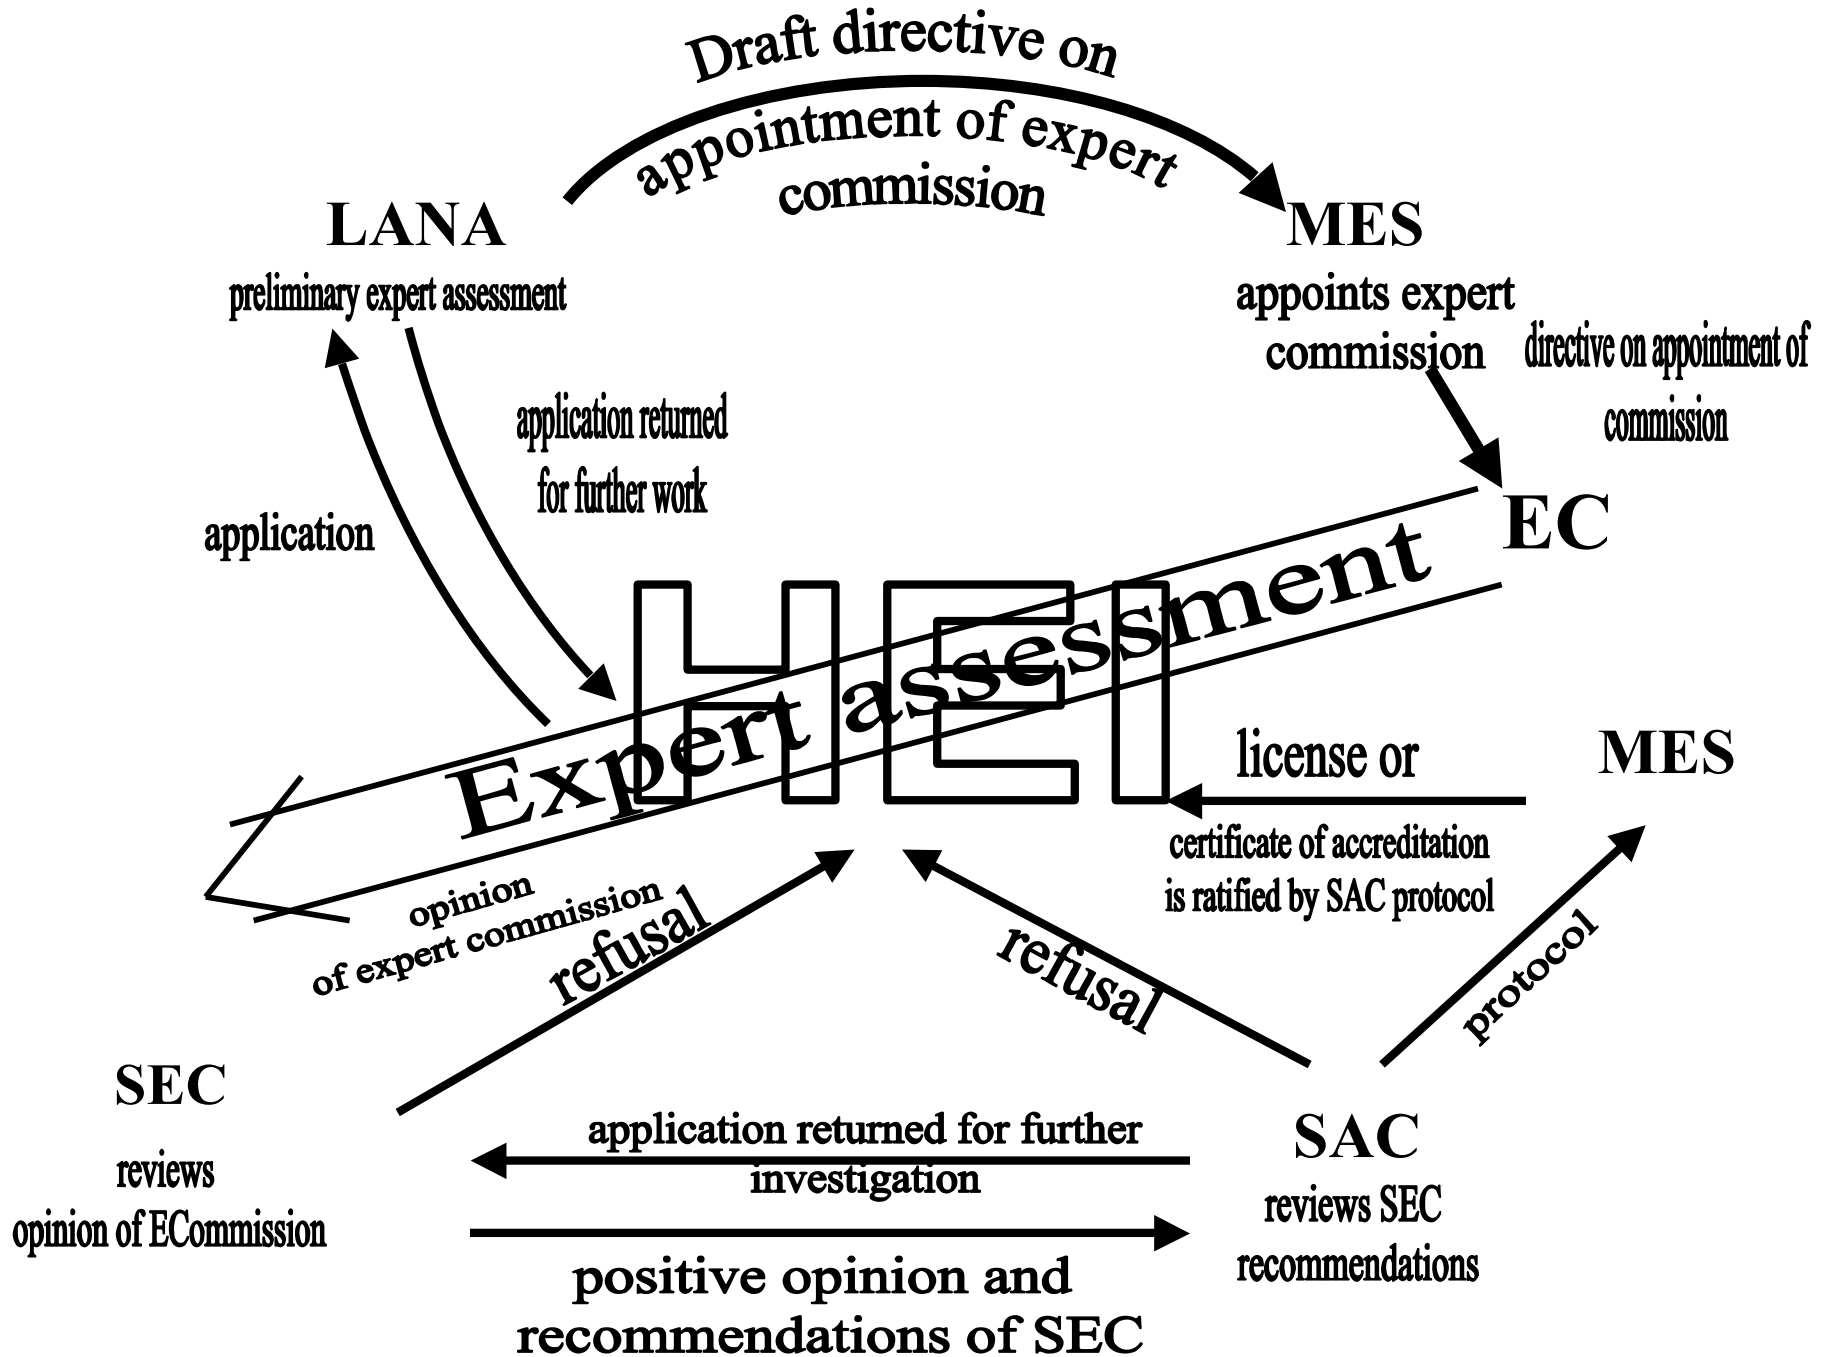 Draft directive on
appointment of expert
commission
LANA
preliminary expert assessment
MES
appoints expert
commission
directive on appointment of
commission
application returned
for further work
application
EC
HEI
Expert assessment
license or
certificate of accreditation
is ratified by SAC protocol
MES
opinion
of expert commission
refusal
refusal
protocol
SEC
reviews
opinion of ECommission
application returned for further
investigation
SAC
reviews SEC
recommendations
positive opinion and
recommendations of SEC